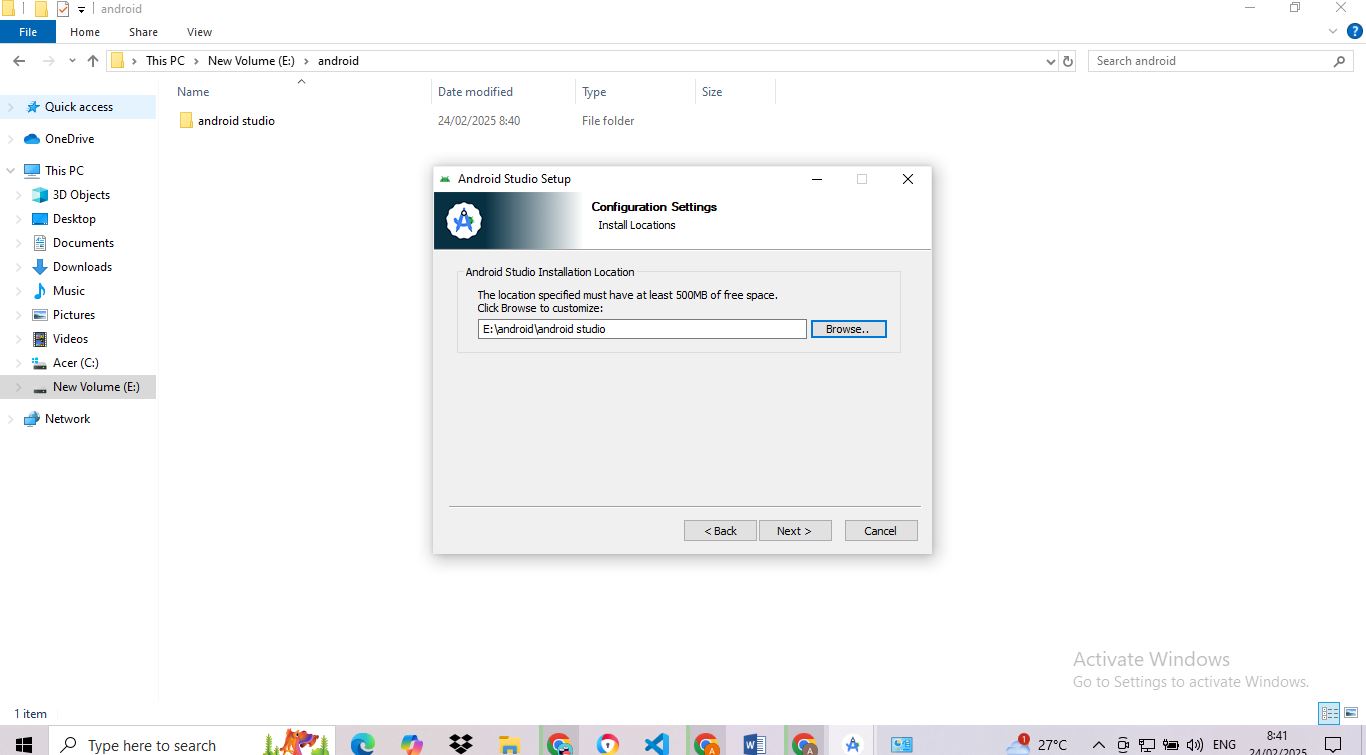 android
File Home Share View
This PC New Volume (E:) android
Search android
Name Date modified Type Size
android studio 24/02/2025 8:40 File folder
Quick access
OneDrive
This PC
3D Objects
Desktop
Documents
Downloads
Music
Pictures
Videos
Acer (C:)
New Volume (E:)
Network
Android Studio Setup
Configuration Settings
Install Locations
Android Studio Installation Location
The location specified must have at least 500MB of free space.
Click Browse to customize:
E:\android\android studio Browse..
< Back Next > Cancel
Activate Windows
Go to Settings to activate Windows.
1 item
Type here to search
1 27°C ENG 8:41
24/02/2025